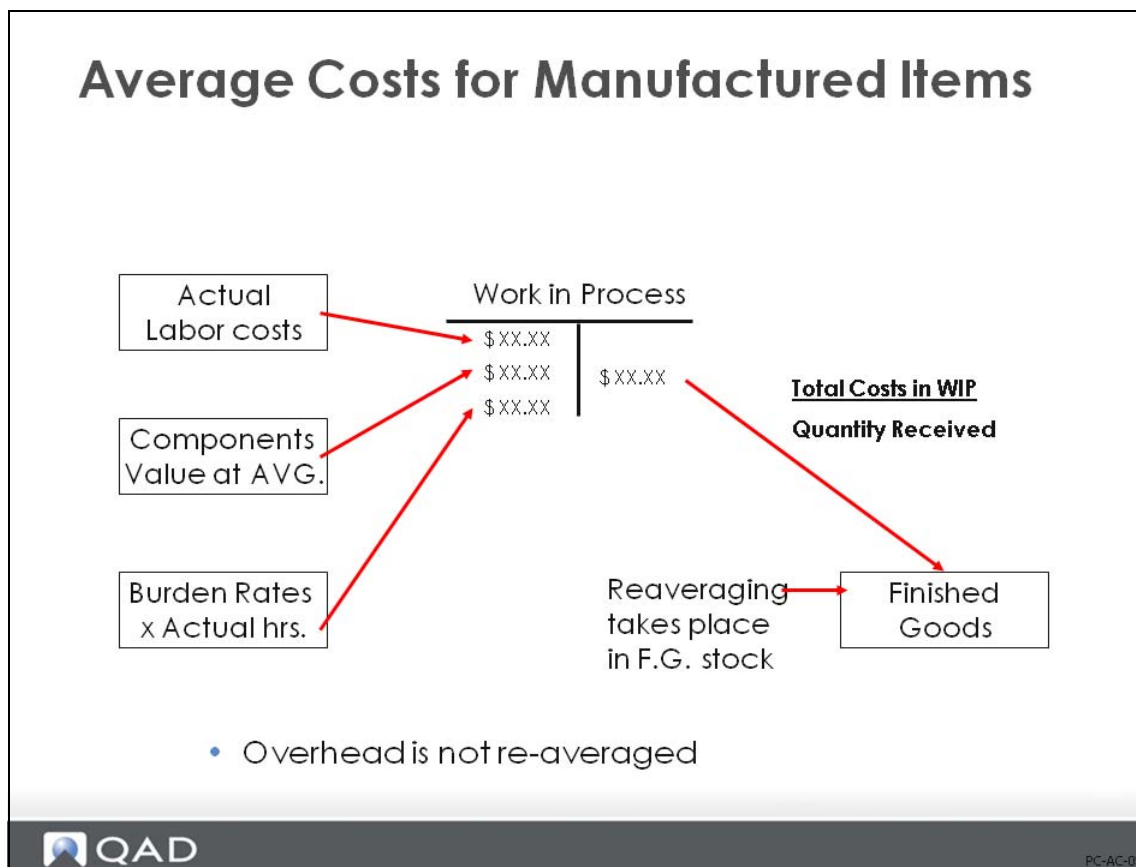 Average Costs for Manufactured Items
Actual
Labor costs
Work in Process
$XX.XX
$XX.XX
$XX.XX
$XX.XX
Total Costs in WIP
Quantity Received
Components
Value at AVG.
Burden Rates
x Actual hrs.
Reaveraging
takes place
in F.G. stock
Finished
Goods
• Overhead is not re-averaged
QAD